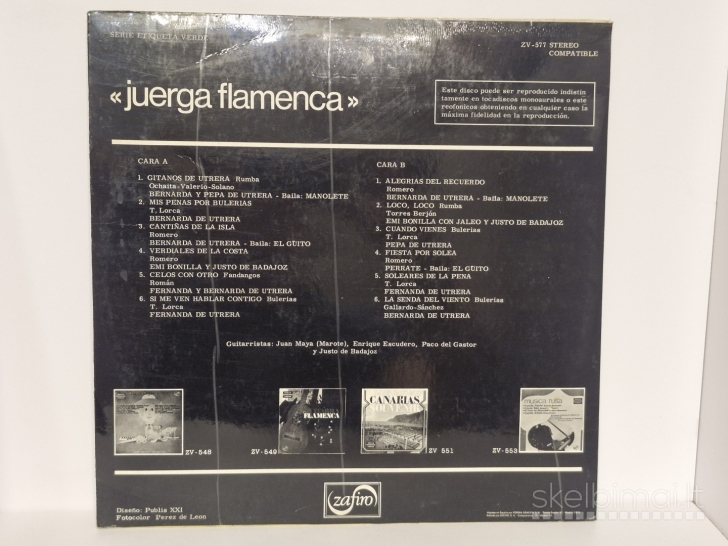 SERIE ETIQUETA VERDE
ZV-577 STEREO
COMPATIBLE
«juerga flamenca»
Este disco puede ser reproducido indistin
tamente en tocadiscos monoaurales o este
reofonicos obteniendo en cualquier caso la
máxima fidelidad en la reproducción.
CARA A
1. GITANOS DE UTRERA Rumba
Ochaita-Valerio-Solano
BERNARDA Y PEPA DE UTRERA - Baila: MANOLETE
2. MIS PENAS POR BULERIAS
T. Lorca
BERNARDA DE UTRERA
3. CANTIÑAS DE LA ISLA
Romero
BERNARDA DE UTRERA - Baila: EL GÜITO
4. VERDIALES DE LA COSTA
Romero
EMI BONILLA Y JUSTO DE BADAJOZ
5. CELOS CON OTRO Fandangos
Román
FERNANDA Y BERNARDA DE UTRERA
6. SI ME VEN HABLAR CONTIGO Bulerías
T. Lorca
FERNANDA DE UTRERA
CARA B
1. ALEGRIAS DEL RECUERDO
Romero
BERNARDA DE UTRERA - Baila: MANOLETE
2. LOCO, LOCO Rumba
Torres Berjón
EMI BONILLA CON JALEO Y JUSTO DE BADAJOZ
3. CUANDO VIENES Bulerías
T. Lorca
PEPA DE UTRERA
4. FIESTA POR SOLEA
Romero
PERRATE - Baila: EL GÜITO
5. SOLEARES DE LA PENA
T. Lorca
FERNANDA DE UTRERA
6. LA SENDA DEL VIENTO Bulerías
Gallardo-Sánchez
BERNARDA DE UTRERA
Guitarristas: Juan Maya (Marote), Enrique Escudero, Paco del Gastor
y Justo de Badajoz
FLAMENCA
CANARIAS
SOUVENIR
musica rusa
ZV-548
ZV-549
ZV 551
ZV-553
zafiro
Diseño: Publis XXI
Fotocolor Perez de Leon
skelbimai.lt